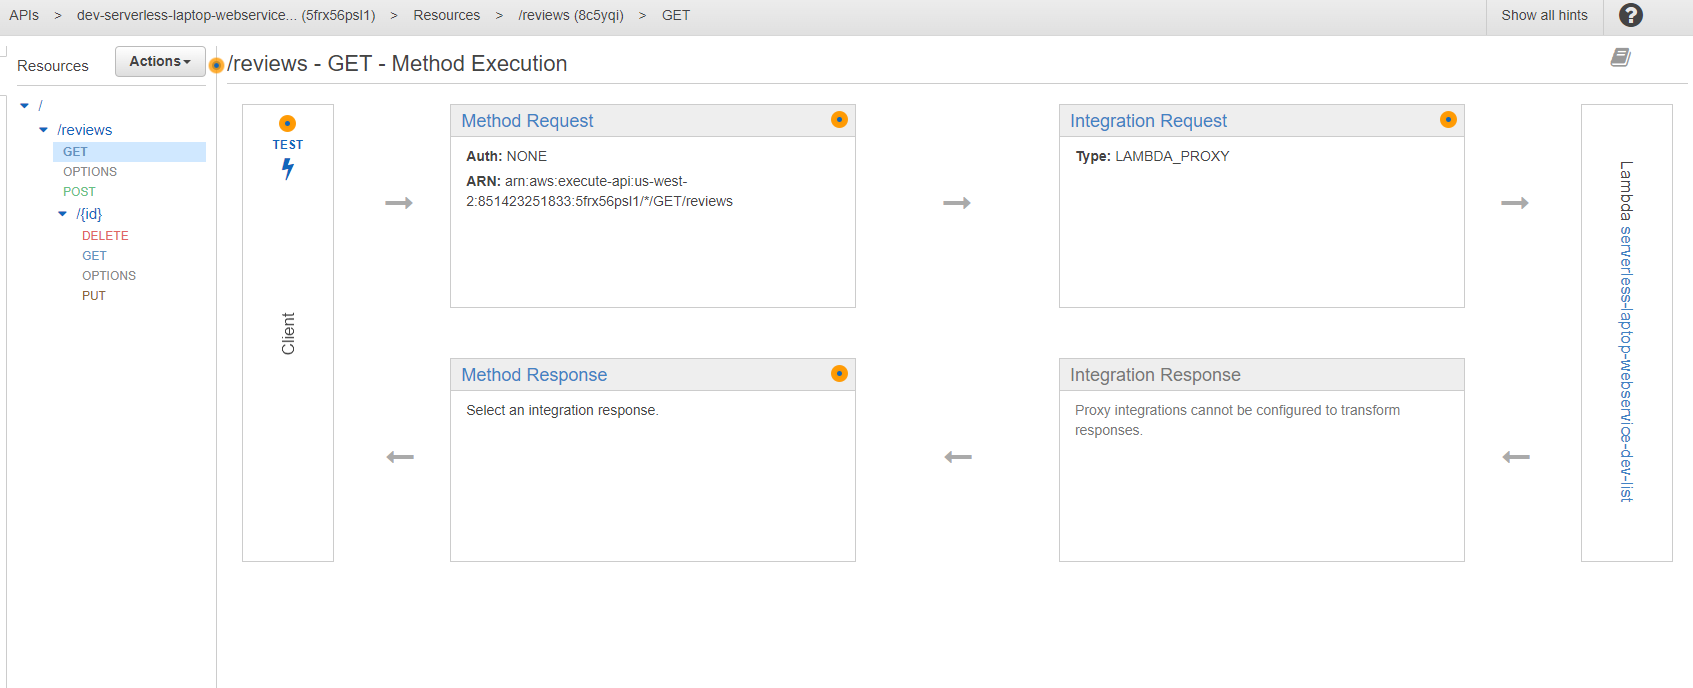 APIs > dev-serverless-laptop-webservice... (5frx56psl1) > Resources > /reviews (8c5yqi) > GET
Show all hints
?
Resources
Actions
/reviews - GET - Method Execution
/
/reviews
GET
OPTIONS
POST
/{id}
DELETE
GET
OPTIONS
PUT
TEST
Client
Method Request
Auth: NONE
ARN: arn:aws:execute-api:us-west-
2:851423251833:5frx56psl1/*/GET/reviews
Integration Request
Type: LAMBDA_PROXY
Lambda serverless-laptop-webservice-dev-list
Method Response
Select an integration response.
Integration Response
Proxy integrations cannot be configured to transform
responses.